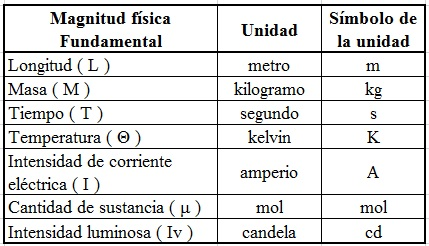 Magnitud física Fundamental Unidad Símbolo de la unidad
Longitud ( L ) metro m
Masa ( M ) kilogramo kg
Tiempo ( T ) segundo s
Temperatura ( Θ ) kelvin K
Intensidad de corriente eléctrica ( I ) amperio A
Cantidad de sustancia ( μ ) mol mol
Intensidad luminosa ( Iv ) candela cd